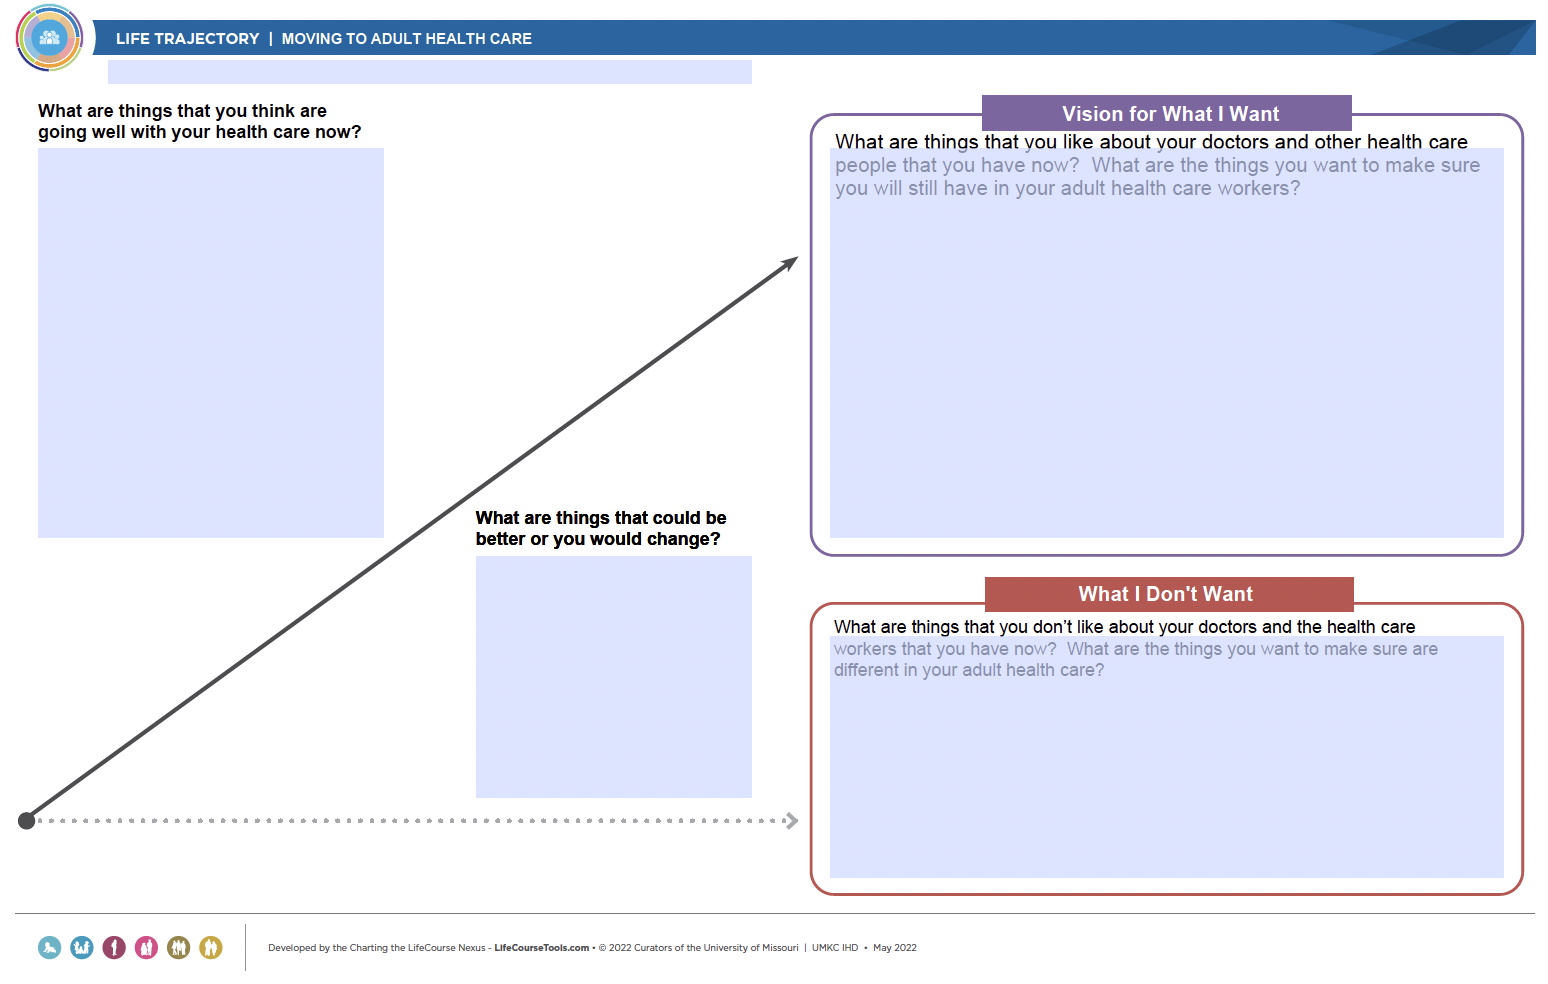 LIFE TRAJECTORY | MOVING TO ADULT HEALTH CARE
What are things that you think are
going well with your health care now?
Vision for What I Want
What are things that you like about your doctors and other health care
people that you have now?  What are the things you want to make sure
you will still have in your adult health care workers?
What are things that could be
better or you would change?
What I Don't Want
What are things that you don’t like about your doctors and the health care
workers that you have now?  What are the things you want to make sure are
different in your adult health care?
Developed by the Charting the LifeCourse Nexus - LifeCourseTools.com • © 2022 Curators of the University of Missouri | UMKC IHD • May 2022